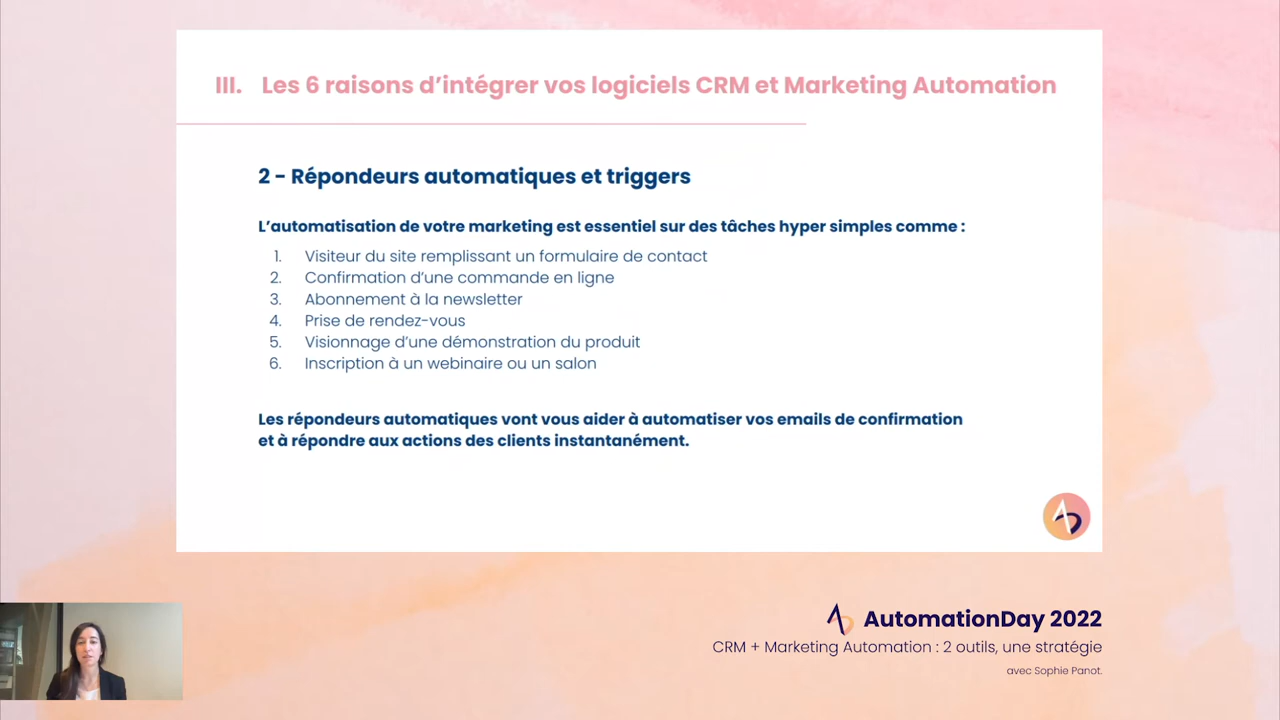 III. Les 6 raisons d’intégrer vos logiciels CRM et Marketing Automation
2 - Répondeurs automatiques et triggers
L’automatisation de votre marketing est essentiel sur des tâches hyper simples comme :
1. Visiteur du site remplissant un formulaire de contact
2. Confirmation d’une commande en ligne
3. Abonnement à la newsletter
4. Prise de rendez-vous
5. Visionnage d’une démonstration du produit
6. Inscription à un webinaire ou un salon
Les répondeurs automatiques vont vous aider à automatiser vos emails de confirmation
et à répondre aux actions des clients instantanément.
AutomationDay 2022
CRM + Marketing Automation : 2 outils, une stratégie
avec Sophie Panot.